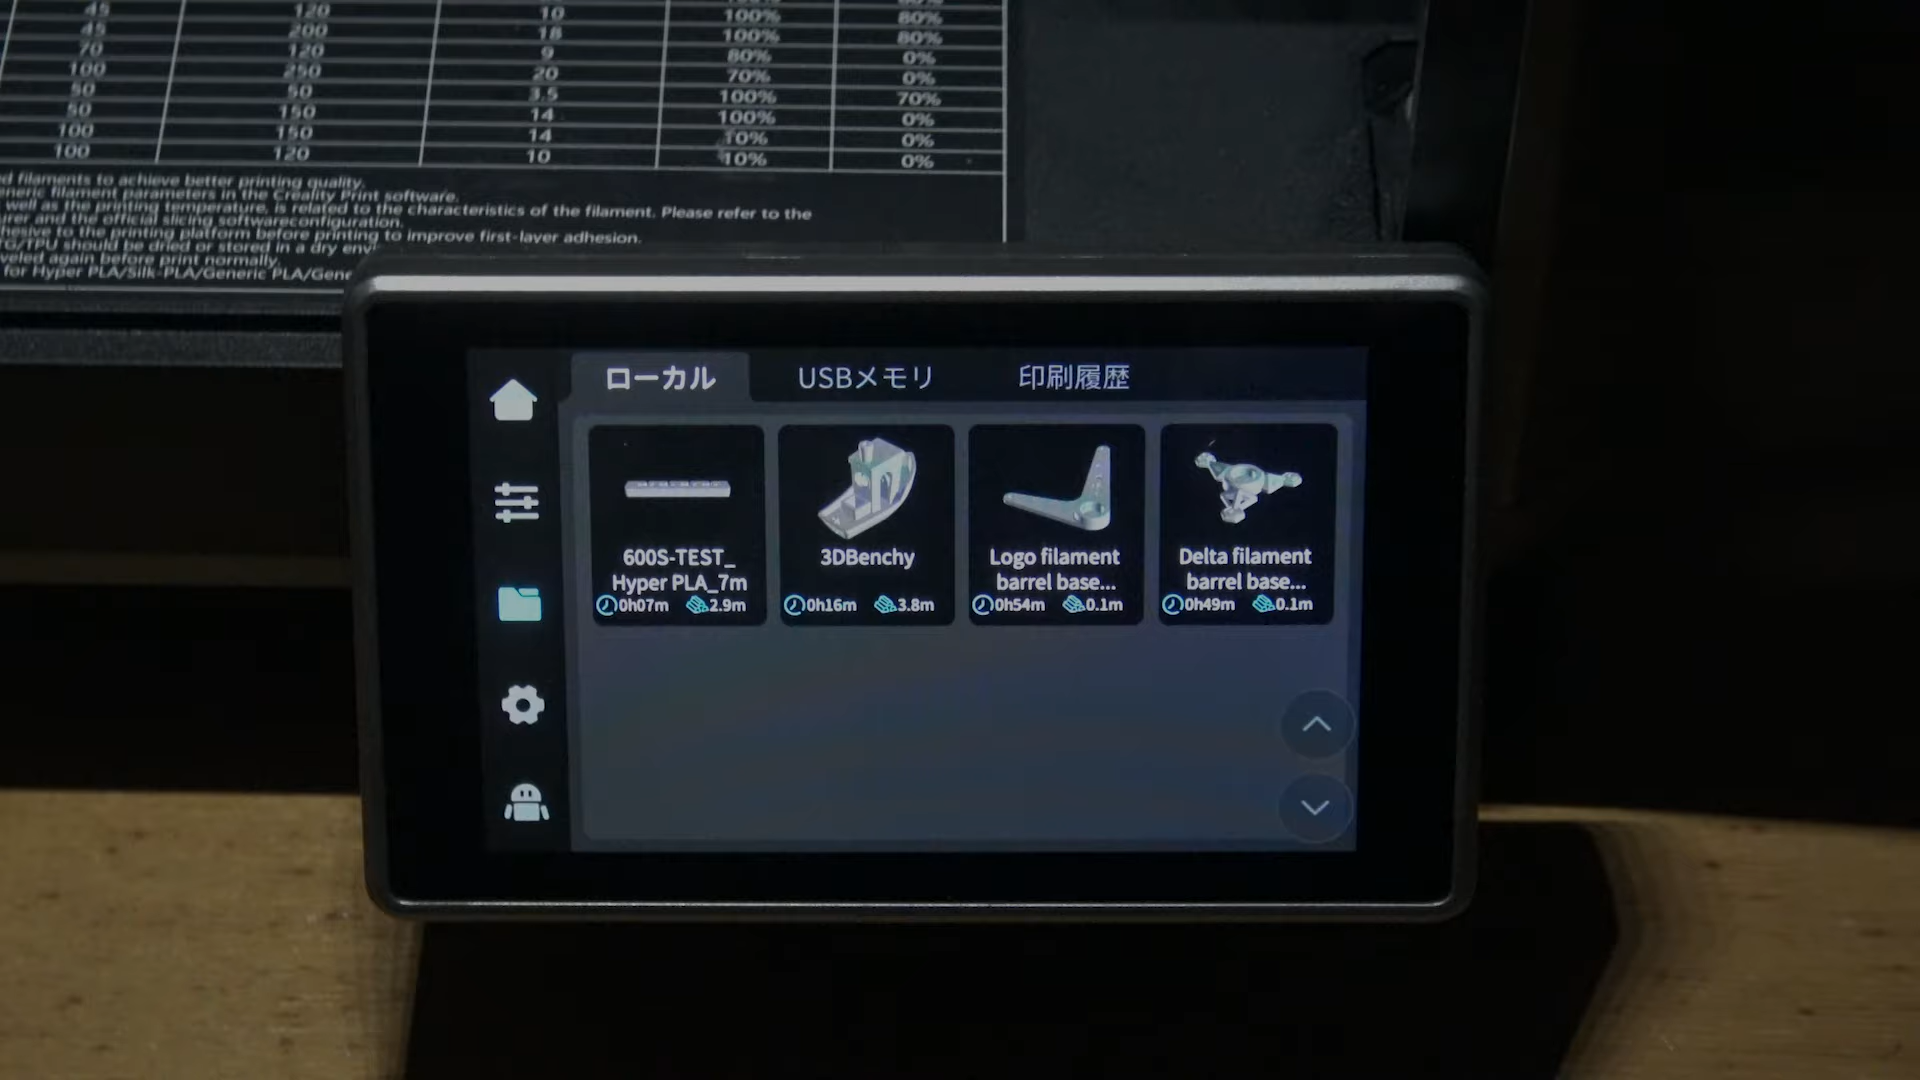 45 120 10 100% 80%
45 200 18 100% 80%
70 120 9 80% 0%
100 250 20 70% 0%
50 50 3.5 100% 70%
50 150 14 100% 0%
100 150 14 10% 0%
100 120 10 10% 0%
d filaments to achieve better printing quality.
eneric filament parameters in the Creality Print software.
well as the printing temperature, is related to the characteristics of the filament. Please refer to the
urer and the official slicing softwareconfiguration.
hesive to the printing platform before printing to improve first-layer adhesion.
TG/TPU should be dried or stored in a dry env
veled again before print normally.
for Hyper PLA/Silk-PLA/Generic PLA/Gene
ローカル USBメモリ 印刷履歴
600S-TEST_
Hyper PLA_7m
0h07m 2.9m
3DBenchy
0h16m 3.8m
Logo filament
barrel base...
0h54m 0.1m
Delta filament
barrel base...
0h49m 0.1m